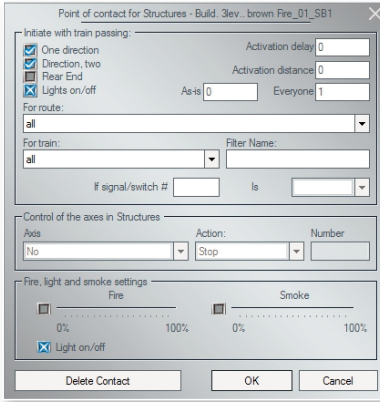 Point of contact for Structures - Build. 3lev.. brown Fire_01_SB1
Initiate with train passing:
One direction
Activation delay 0
Direction, two
Rear End
Activation distance 0
Lights on/off
As-is 0
Everyone 1
For route:
all
For train:
Filter Name:
all
If signal/switch #
Is
Control of the axes in Structures
Axis
Action:
Number
No
Stop
Fire, light and smoke settings
Fire
Smoke
0%
100%
0%
100%
Light on/off
Delete Contact
OK
Cancel